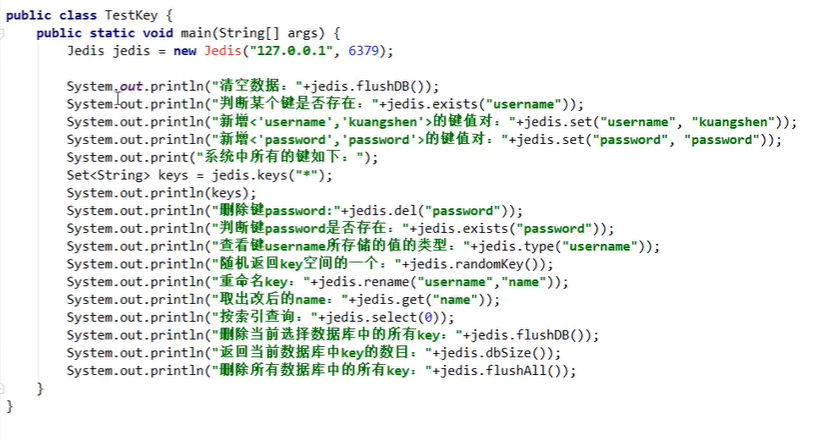 public class TestKey {
public static void main(String[] args) {
Jedis jedis = new Jedis("127.0.0.1", 6379);
System.out.println("清空数据："+jedis.flushDB());
System.out.println("判断某个键是否存在："+jedis.exists("username"));
System.out.println("新增<'username','kuangshen'>的键值对："+jedis.set("username", "kuangshen"));
System.out.println("新增<'password','password'>的键值对："+jedis.set("password", "password"));
System.out.print("系统中所有的键如下：");
Set<String> keys = jedis.keys("*");
System.out.println(keys);
System.out.println("删除键password:"+jedis.del("password"));
System.out.println("判断键password是否存在："+jedis.exists("password"));
System.out.println("查看键username所存储的值的类型："+jedis.type("username"));
System.out.println("随机返回key空间的一个："+jedis.randomKey());
System.out.println("重命名key："+jedis.rename("username","name"));
System.out.println("取出改后的name："+jedis.get("name"));
System.out.println("按索引查询："+jedis.select(0));
System.out.println("删除当前选择数据库中的所有key："+jedis.flushDB());
System.out.println("返回当前数据库中key的数目："+jedis.dbSize());
System.out.println("删除所有数据库中的所有key："+jedis.flushAll());
}
}